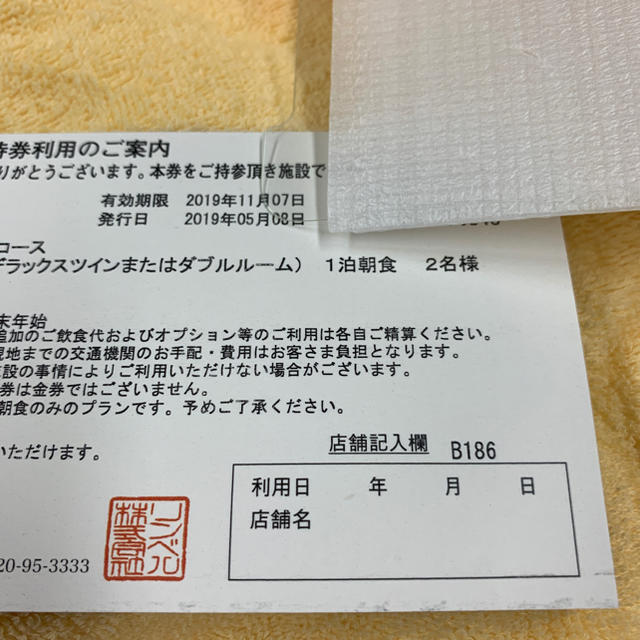 待券利用のご案内
りがとうございます。本券をご持参頂き施設で
有効期限 2019年11月07日
発行日 2019年05月08日
コース
デラックスツインまたはダブルルーム) 1泊朝食 2名様
末年始
追加のご飲食代およびオプション等のご利用は各自ご精算ください。
現地までの交通機関のお手配・費用はお客さま負担となります。
施設の事情によりご利用いただけない場合がございます。
券は金券ではございません。
朝食のみのプランです。予めご了承ください。
いただけます。
店舗記入欄 B186
利用日 年 月 日
店舗名
リンベル
株式会社
20-95-3333